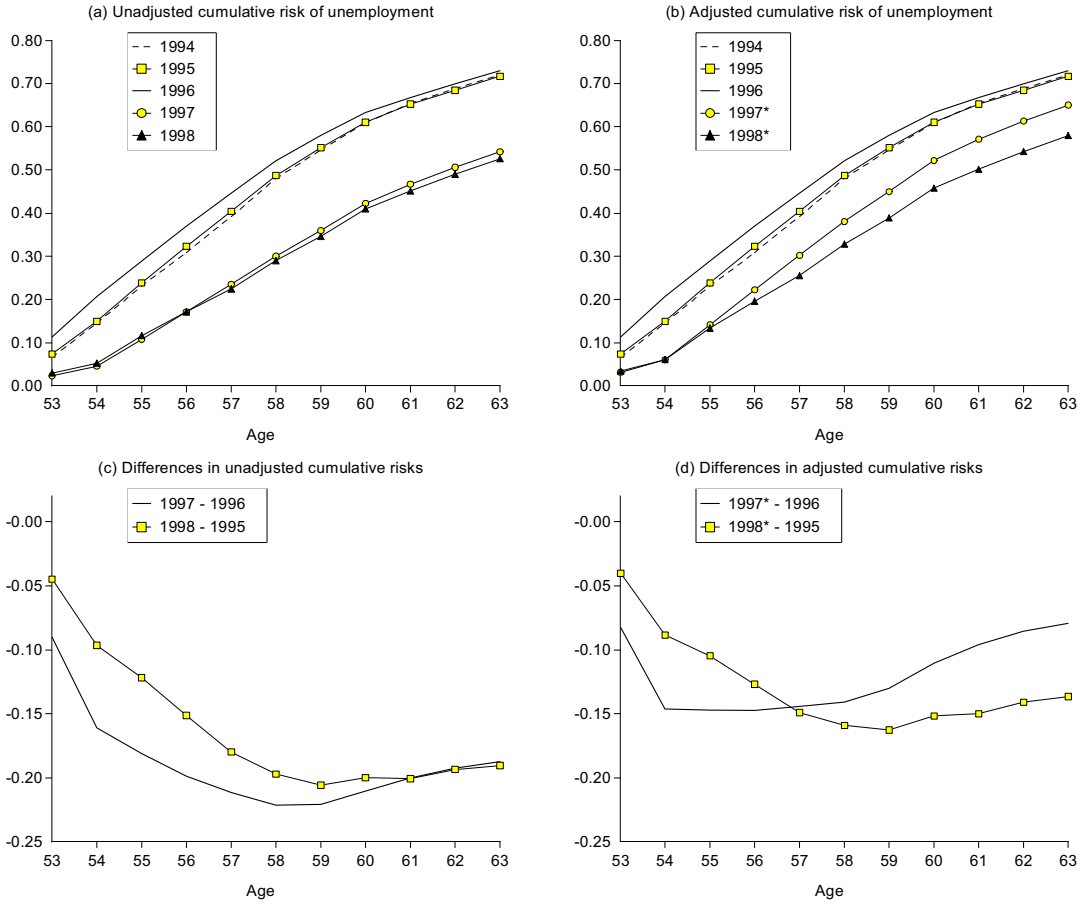 (a) Unadjusted cumulative risk of unemployment
0.80
0.70
0.60
0.50
0.40
0.30
0.20
0.10
0.00
1994
1995
1996
1997
1998
53 54 55 56 57 58 59 60 61 62 63
Age
(b) Adjusted cumulative risk of unemployment
0.80
0.70
0.60
0.50
0.40
0.30
0.20
0.10
0.00
1994
1995
1996
1997*
1998*
53 54 55 56 57 58 59 60 61 62 63
Age
(c) Differences in unadjusted cumulative risks
-0.00
-0.05
-0.10
-0.15
-0.20
-0.25
1997 - 1996
1998 - 1995
53 54 55 56 57 58 59 60 61 62 63
Age
(d) Differences in adjusted cumulative risks
-0.00
-0.05
-0.10
-0.15
-0.20
-0.25
1997* - 1996
1998* - 1995
53 54 55 56 57 58 59 60 61 62 63
Age